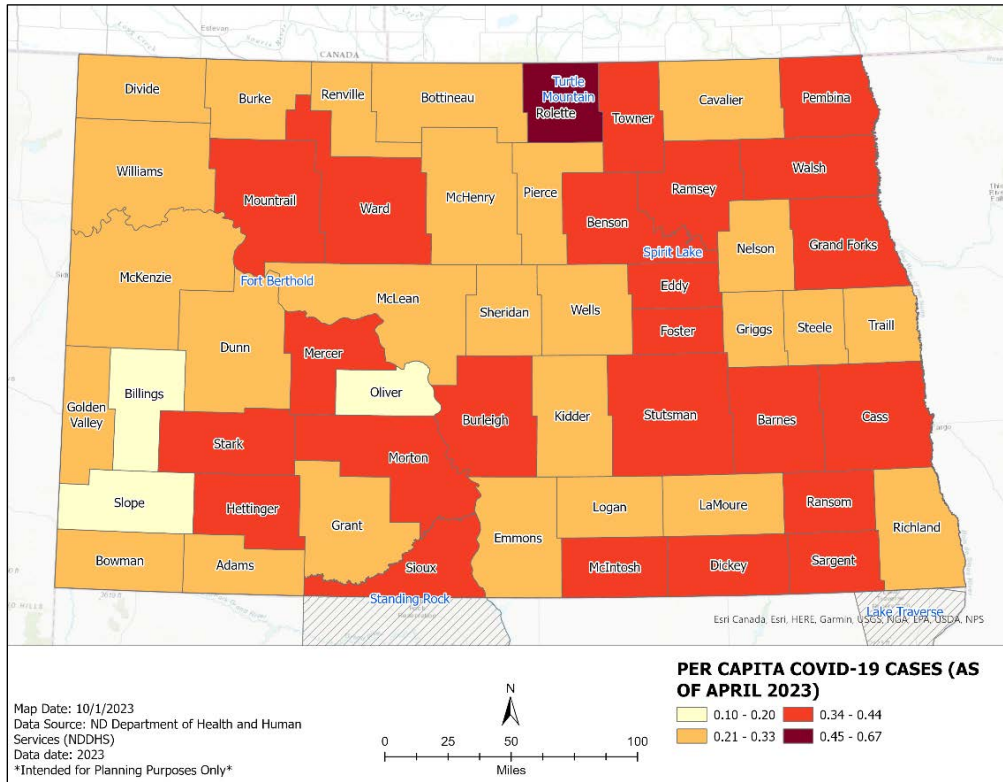 Estevan
CANADA
Divide
Burke
Renville
Bottineau
Turtle
Mountain
Rolette
Towner
Cavalier
Pembina
Williams
Mountrail
Ward
McHenry
Pierce
Benson
Ramsey
Walsh
Nelson
Grand Forks
Spirit Lake
McKenzie
Fort Berthold
McLean
Sheridan
Wells
Eddy
Foster
Griggs
Steele
Traill
Dunn
Mercer
Golden
Valley
Billings
Oliver
Burleigh
Kidder
Stutsman
Barnes
Cass
Stark
Morton
Slope
Hettinger
Grant
Emmons
Logan
LaMoure
Ransom
Richland
Bowman
Adams
Sioux
McIntosh
Dickey
Sargent
Standing Rock
Lake Traverse
Esri Canada, Esri, HERE, Garmin, USGS, NGA, EPA, USDA, NPS
PER CAPITA COVID-19 CASES (AS
OF APRIL 2023)
0.10 - 0.20
0.34 - 0.44
0.21 - 0.33
0.45 - 0.67
Map Date: 10/1/2023
Data Source: ND Department of Health and Human
Services (NDDHS)
Data date: 2023
*Intended for Planning Purposes Only*
N
0 25 50 100
Miles